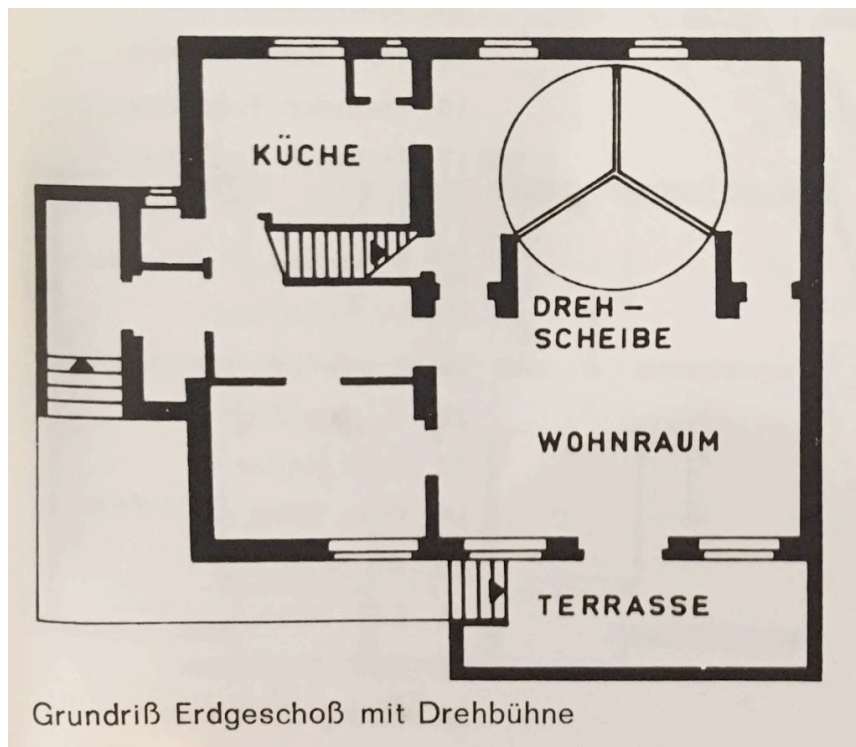 KÜCHE
DREH –
SCHEIBE
WOHNRAUM
TERRASSE
Grundriß Erdgeschoß mit Drehbühne